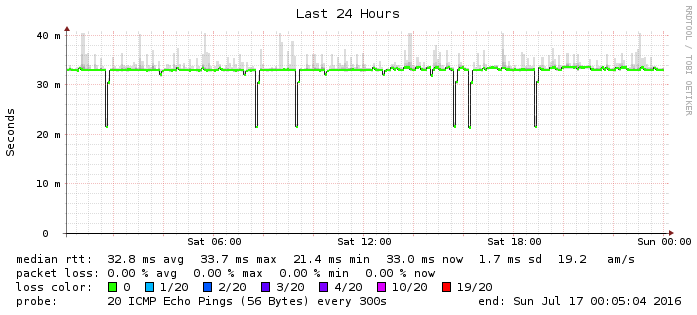 Last 24 Hours
RRDTOOL / TOBI OETIKER
Seconds
40 m
30 m
20 m
10 m
0
Sat 06:00 Sat 12:00 Sat 18:00 Sun 00:00
median rtt: 32.8 ms avg 33.7 ms max 21.4 ms min 33.0 ms now 1.7 ms sd 19.2 am/s
packet loss: 0.00 % avg 0.00 % max 0.00 % min 0.00 % now
loss color: 0 1/20 2/20 3/20 4/20 10/20 19/20
probe: 20 ICMP Echo Pings (56 Bytes) every 300s end: Sun Jul 17 00:05:04 2016